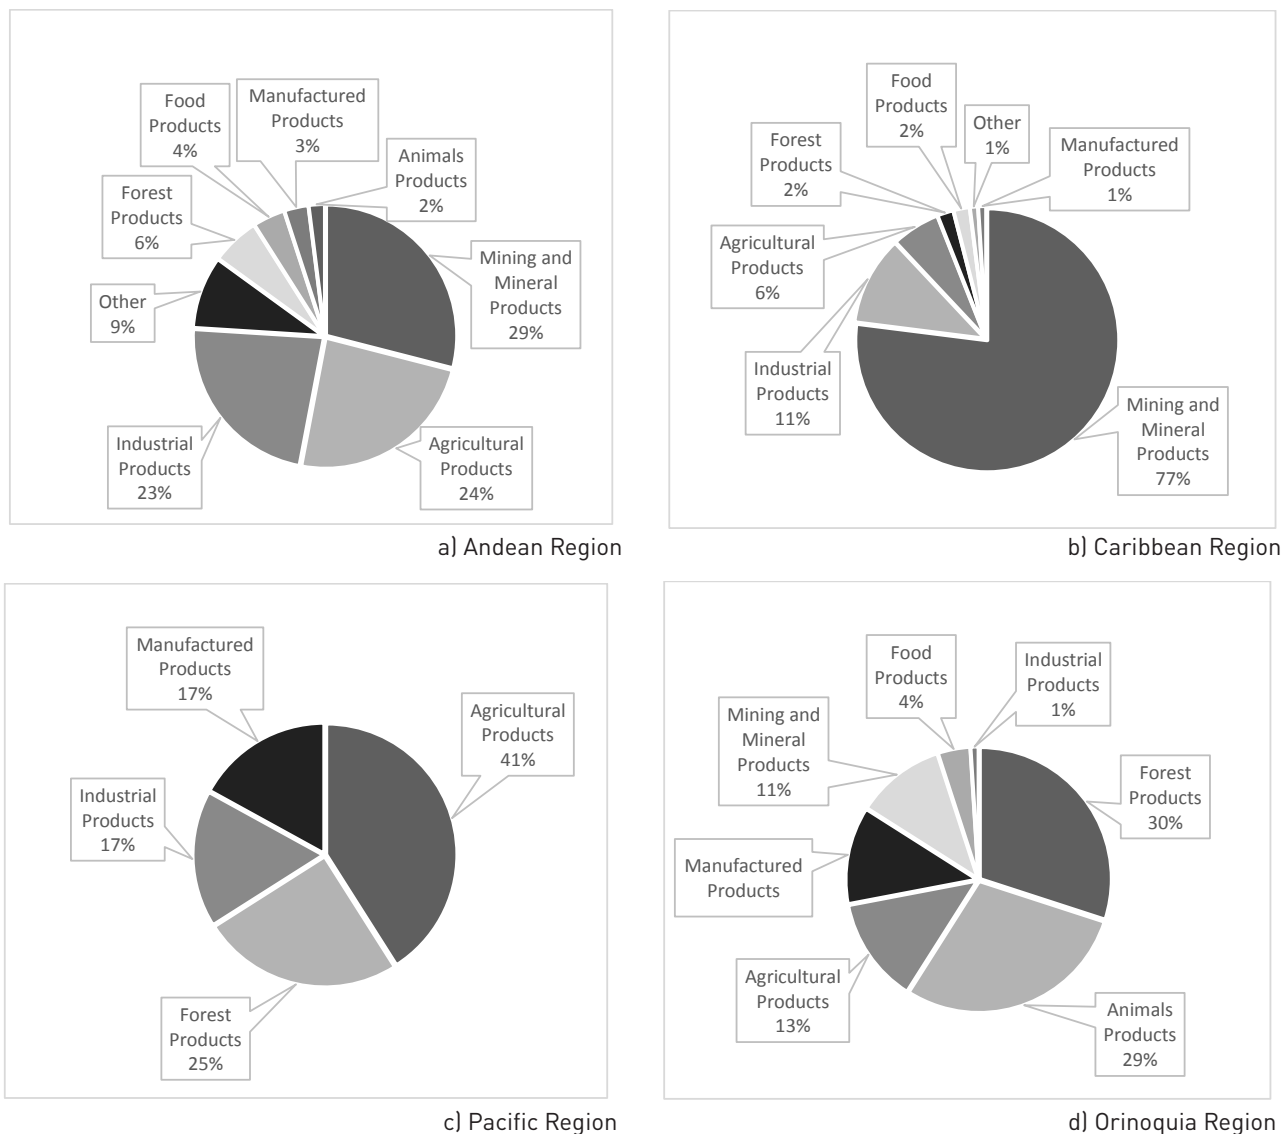 Food
Products
4%
Manufactured
Products
3%
Animals
Products
2%
Forest
Products
6%
Mining and
Mineral
Products
29%
Other
9%
Industrial
Products
23%
Agricultural
Products
24%
a) Andean Region
Food
Products
2%
Other
1%
Forest
Products
2%
Manufactured
Products
1%
Agricultural
Products
6%
Industrial
Products
11%
Mining and
Mineral
Products
77%
b) Caribbean Region
Manufactured
Products
17%
Agricultural
Products
41%
Industrial
Products
17%
Forest
Products
25%
c) Pacific Region
Food
Products
4%
Industrial
Products
1%
Mining and
Mineral
Products
11%
Forest
Products
30%
Manufactured
Products
Agricultural
Products
13%
Animals
Products
29%
d) Orinoquia Region